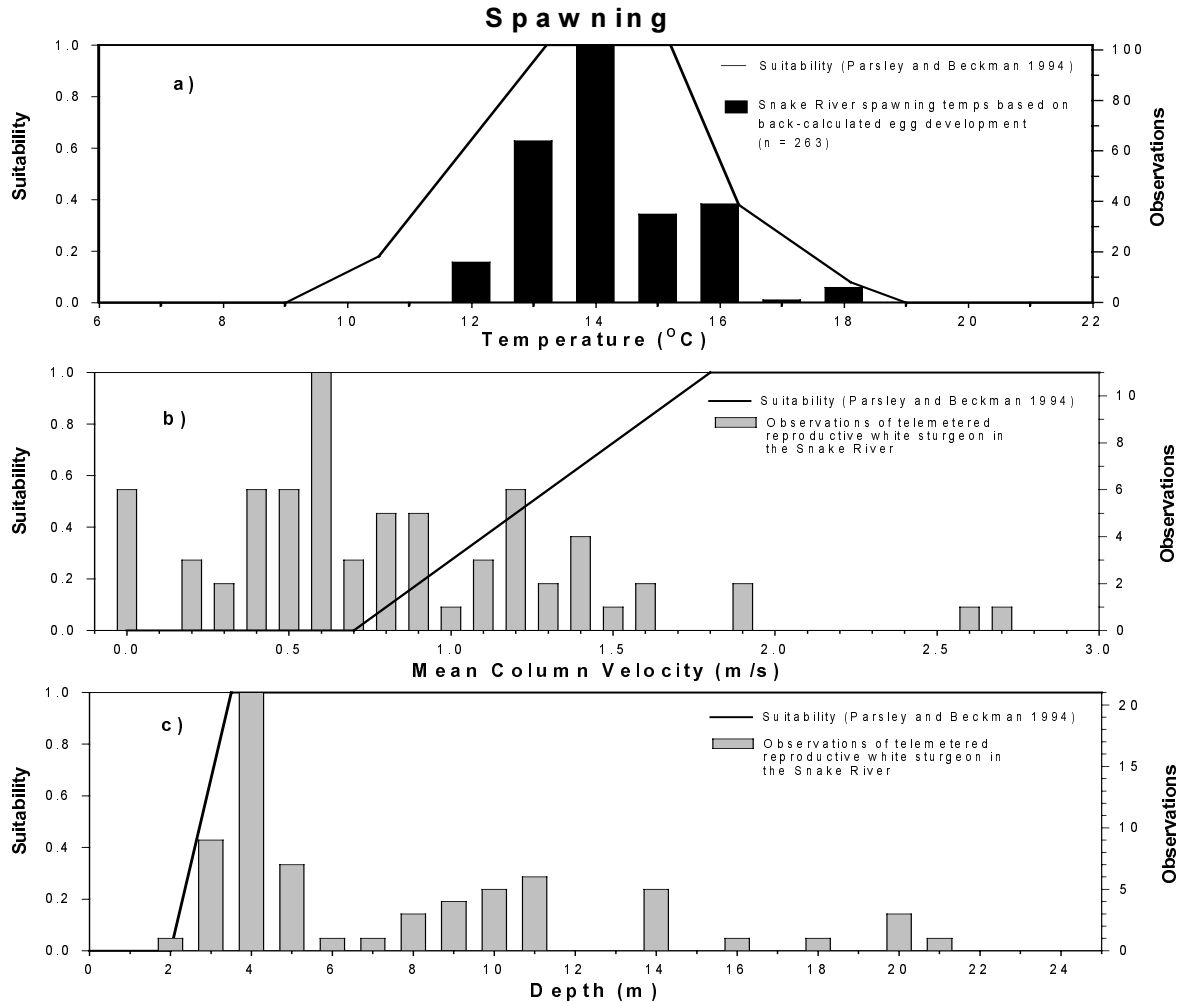 Spawning
a)
Suitability
1.0
0.8
0.6
0.4
0.2
0.0
Suitability (Parsley and Beckman 1994)
Snake River spawning temps based on
back-calculated egg development
(n = 263)
100
80
60
40
20
0
Observations
6 8 10 12 14 16 18 20 22
Temperature (°C)
b)
Suitability
1.0
0.8
0.6
0.4
0.2
0.0
Suitability (Parsley and Beckman 1994)
Observations of telemetered
reproductive white sturgeon in
the Snake River
10
8
6
4
2
0
Observations
0.0 0.5 1.0 1.5 2.0 2.5 3.0
Mean Column Velocity (m/s)
c)
Suitability
1.0
0.8
0.6
0.4
0.2
0.0
Suitability (Parsley and Beckman 1994)
Observations of telemetered
reproductive white sturgeon in
the Snake River
20
15
10
5
0
Observations
0 2 4 6 8 10 12 14 16 18 20 22 24
Depth (m)